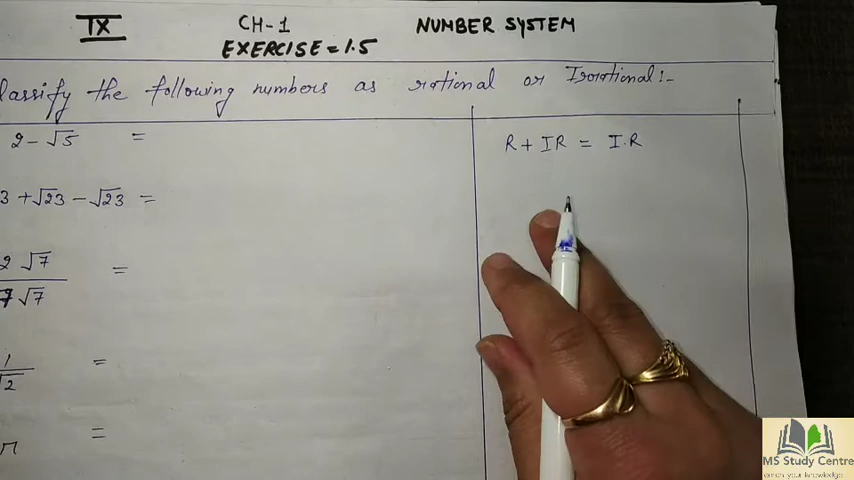 IX CH-1 NUMBER SYSTEM
EXERCISE = 1.5
lassify the following numbers as rational or Irrational :-
2 - √5 =
3 + √23 - √23 =
2 √7 / 7 √7 =
1 / √2 =
R + IR = I.R
MS Study Centre